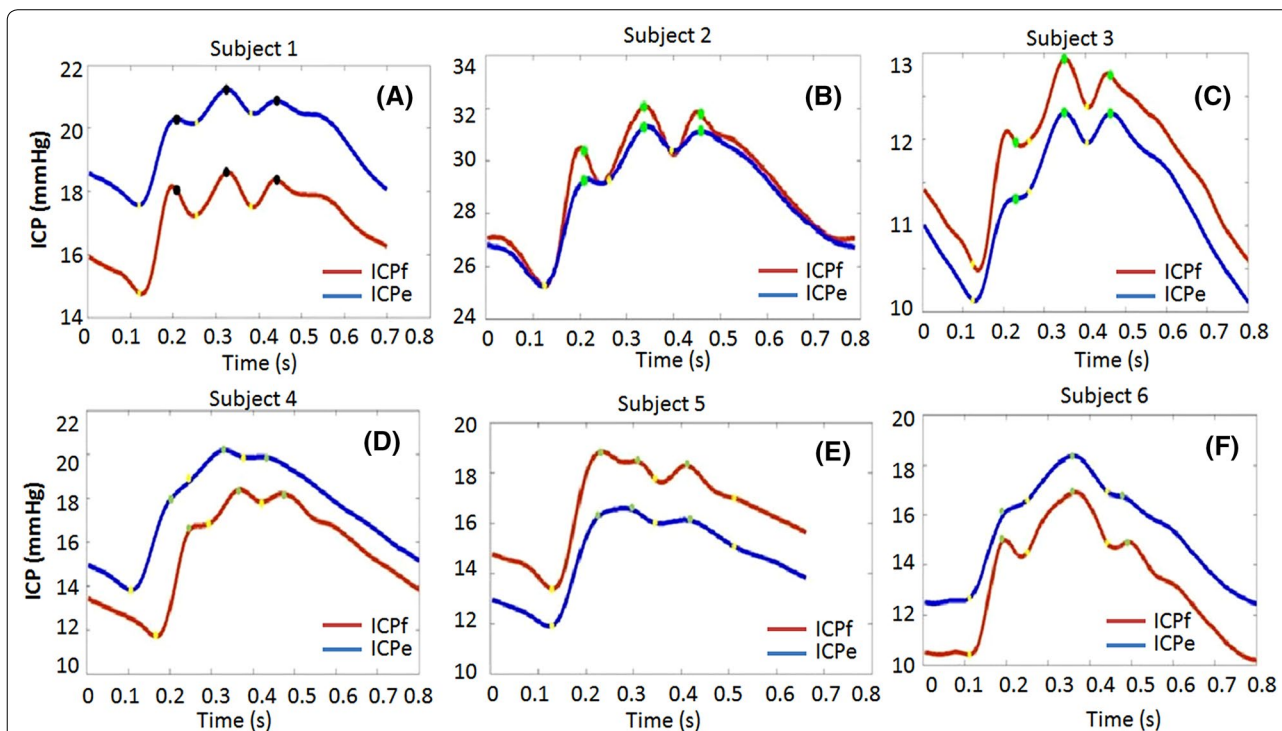 Subject 1
22
20
18
16
14
ICP (mmHg)
(A)
ICPf
ICPe
0 0.1 0.2 0.3 0.4 0.5 0.6 0.7 0.8
Time (s)
Subject 2
34
32
30
28
26
24
(B)
ICPf
ICPe
0 0.1 0.2 0.3 0.4 0.5 0.6 0.7 0.8
Time (s)
Subject 3
13
12
11
10
(C)
ICPf
ICPe
0 0.1 0.2 0.3 0.4 0.5 0.6 0.7 0.8
Time (s)
Subject 4
22
20
18
16
14
12
10
ICP (mmHg)
(D)
ICPf
ICPe
0 0.1 0.2 0.3 0.4 0.5 0.6 0.7 0.8
Time (s)
Subject 5
20
18
16
14
12
10
(E)
ICPf
ICPe
0 0.1 0.2 0.3 0.4 0.5 0.6 0.7 0.8
Time (s)
Subject 6
20
18
16
14
12
10
(F)
ICPf
ICPe
0 0.1 0.2 0.3 0.4 0.5 0.6 0.7 0.8
Time (s)